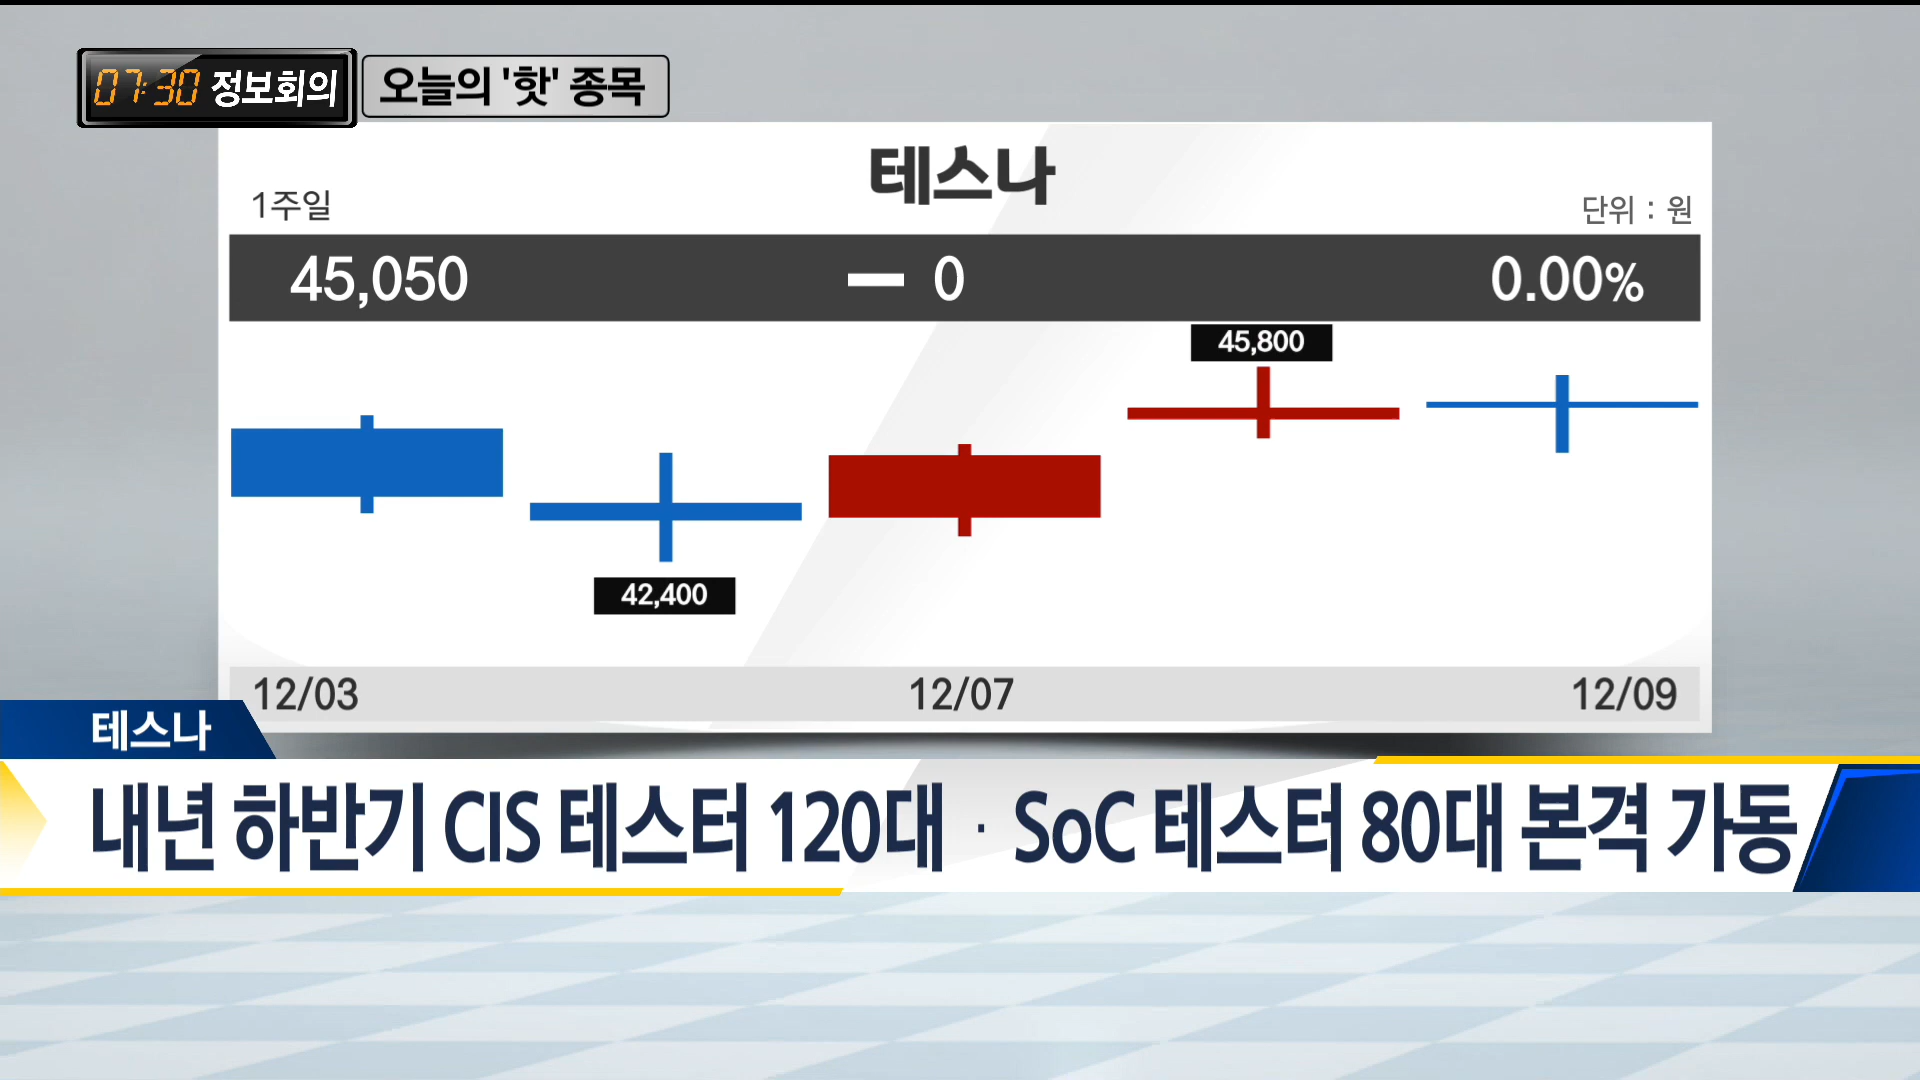 07:30 정보회의
오늘의 '핫' 종목
테스나
1주일
단위 : 원
45,050 0 0.00%
45,800
42,400
12/03 12/07 12/09
테스나
내년 하반기 CIS 테스터 120대 · SoC 테스터 80대 본격 가동